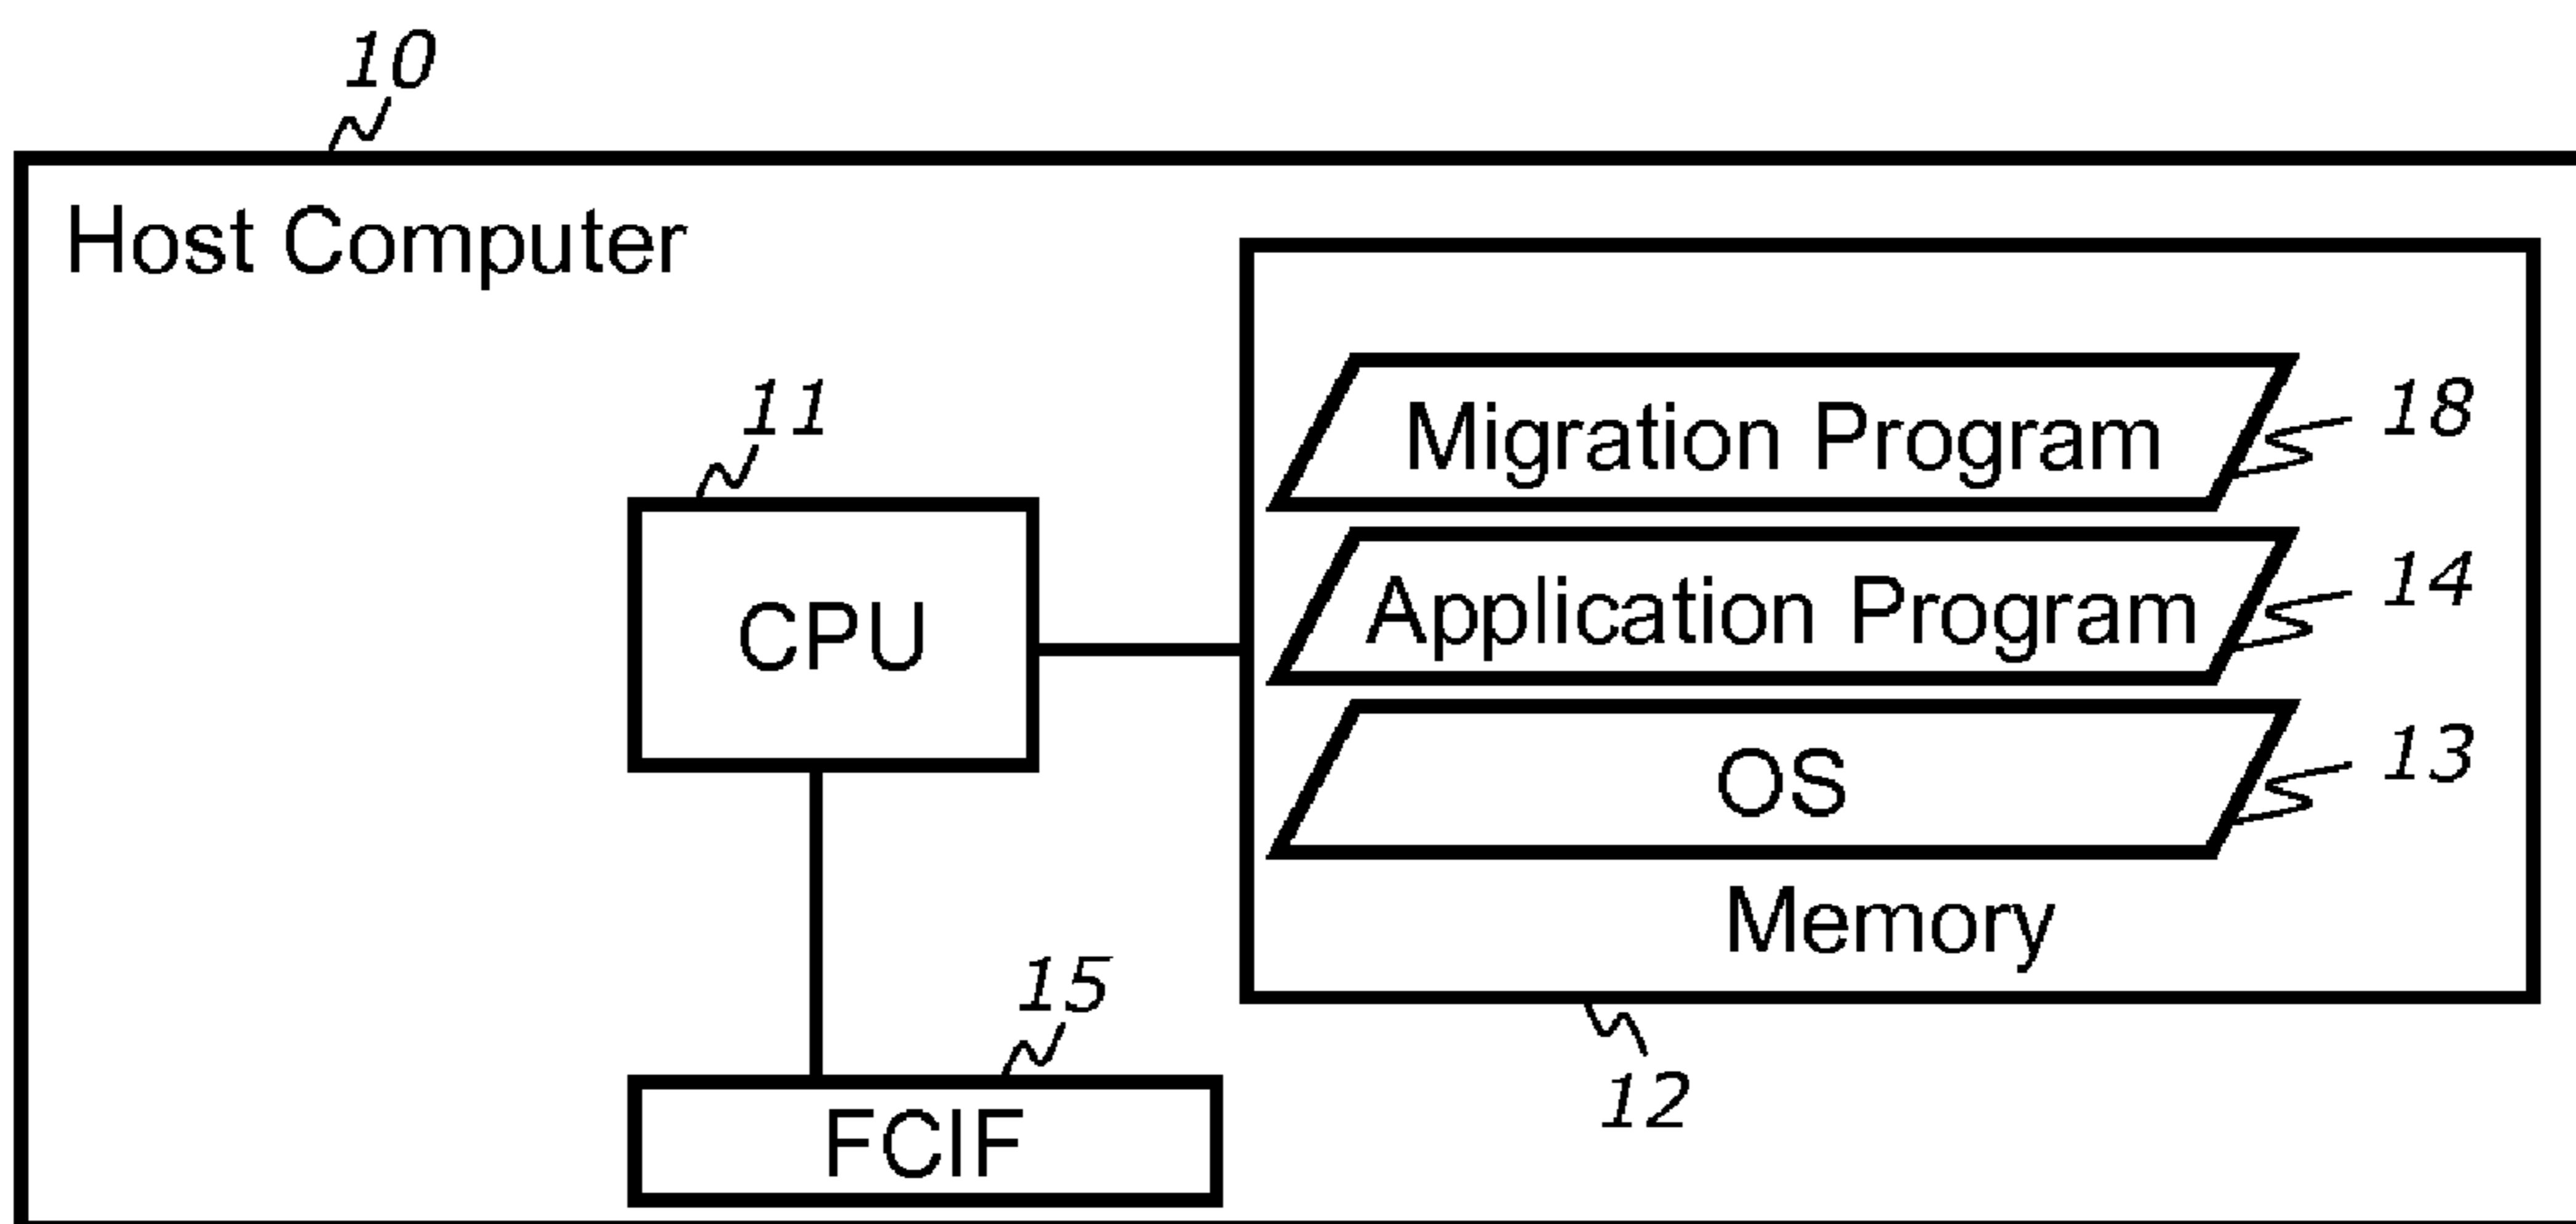 10
Host Computer
11
Migration Program
18
CPU
Application Program
14
OS
13
Memory
15
FCIF
12